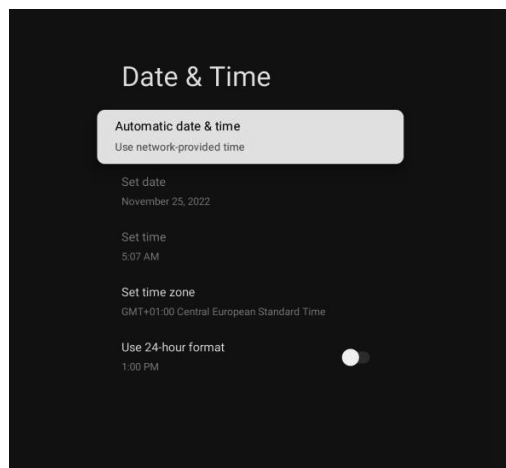 Date & Time
Automatic date & time
Use network-provided time
Set date
November 25, 2022
Set time
5:07 AM
Set time zone
GMT+01:00 Central European Standard Time
Use 24-hour format
1:00 PM